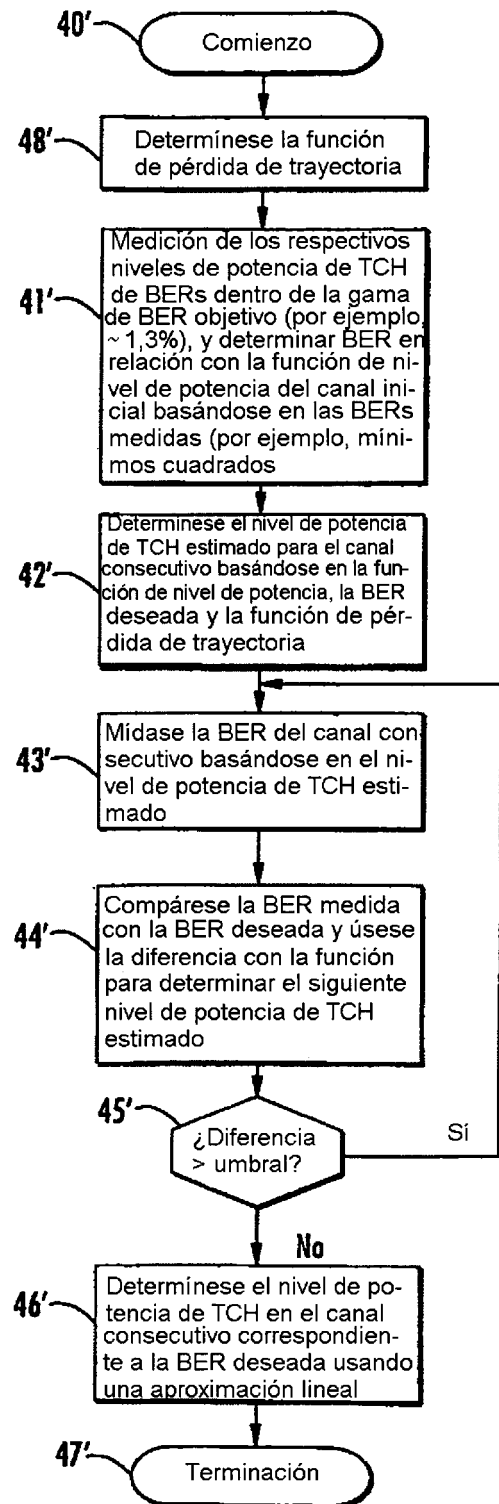 40'
Comienzo
48'
Determínese la función
de pérdida de trayectoria
41'
Medición de los respectivos
niveles de potencia de TCH
de BERs dentro de la gama
de BER objetivo (por ejemplo,
~ 1,3%), y determinar BER en
relación con la función de ni-
vel de potencia del canal ini-
cial basándose en las BERs
medidas (por ejemplo, míni-
mos cuadrados
42'
Determínese el nivel de potencia
de TCH estimado para el canal
consecutivo basándose en la fun-
ción de nivel de potencia, la BER
deseada y la función de pér-
dida de trayectoria
43'
Mídase la BER del canal con
secutivo basándose en el ni-
vel de potencia de TCH esti-
mado
44'
Compárese la BER medida
con la BER deseada y úsese
la diferencia con la función
para determinar el siguiente
nivel de potencia de TCH
estimado
45'
¿Diferencia
> umbral?
Sí
No
46'
Determínese el nivel de po-
tencia de TCH en el canal
consecutivo correspondien-
te a la BER deseada usando
una aproximación lineal
47'
Terminación